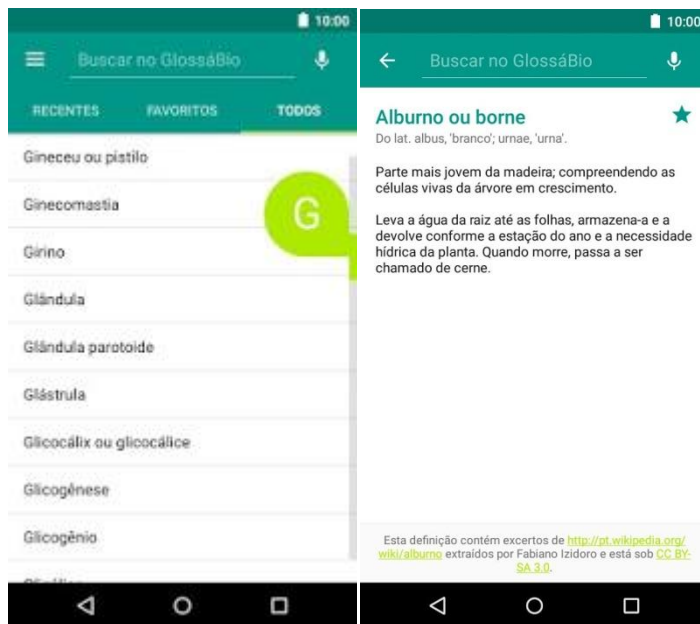 10:00
Buscar no GlossáBio
RECENTES FAVORITOS TODOS
Gineceu ou pistilo
Ginecomastia
G
Girino
Glândula
Glândula parotoide
Glástrula
Glicocálix ou glicocálice
Glicogênese
Glicogênio
10:00
Buscar no GlossáBio
Alburno ou borne
Do lat. albus, 'branco'; urnae, 'urna'.
Parte mais jovem da madeira; compreendendo as
células vivas da árvore em crescimento.
Leva a água da raiz até as folhas, armazena-a e a
devolve conforme a estação do ano e a necessidade
hídrica da planta. Quando morre, passa a ser
chamado de cerne.
Esta definição contém excertos de http://pt.wikipedia.org/
wiki/alburno extraídos por Fabiano Izidoro e está sob CC BY-
SA 3.0.